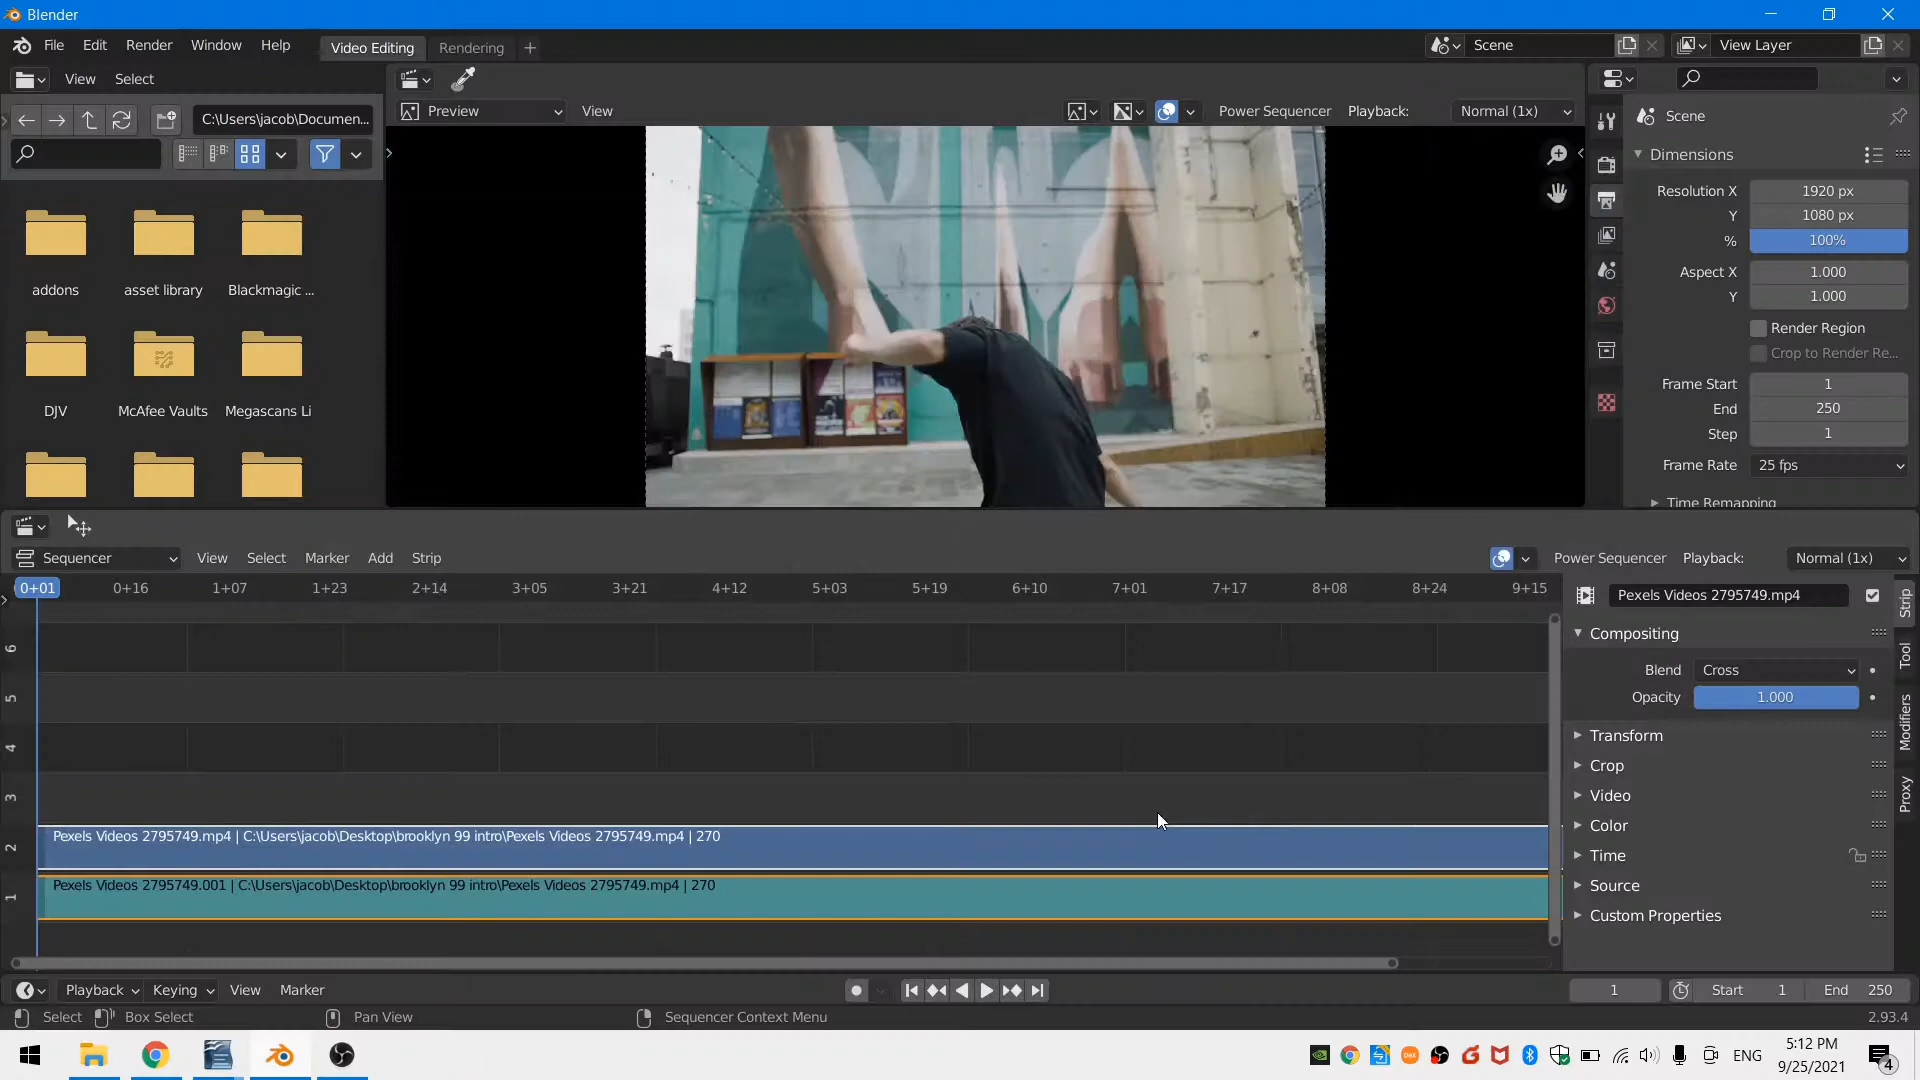 Blender
File Edit Render Window Help Video Editing Rendering + Scene View Layer
View Select
Preview View Power Sequencer Playback: Normal (1x)
C:\Users\jacob\Documen...
Scene
Dimensions
Resolution X 1920 px
Y 1080 px
% 100%
Aspect X 1.000
Y 1.000
Render Region
Crop to Render Re...
Frame Start 1
End 250
Step 1
Frame Rate 25 fps
Time Remapping
addons asset library Blackmagic ...
DJV McAfee Vaults Megascans Li
Sequencer View Select Marker Add Strip Power Sequencer Playback: Normal (1x)
0+01 0+16 1+07 1+23 2+14 3+05 3+21 4+12 5+03 5+19 6+10 7+01 7+17 8+08 8+24 9+15
6
5
4
3
2
1
Pexels Videos 2795749.mp4 | C:\Users\jacob\Desktop\brooklyn 99 intro\Pexels Videos 2795749.mp4 | 270
Pexels Videos 2795749.001 | C:\Users\jacob\Desktop\brooklyn 99 intro\Pexels Videos 2795749.mp4 | 270
Pexels Videos 2795749.mp4
Compositing
Blend Cross
Opacity 1.000
Transform
Crop
Video
Color
Time
Source
Custom Properties
Strip
Tool
Modifiers
Proxy
Playback Keying View Marker 1 Start 1 End 250
Select Box Select Pan View Sequencer Context Menu 2.93.4
ENG
5:12 PM
9/25/2021
4